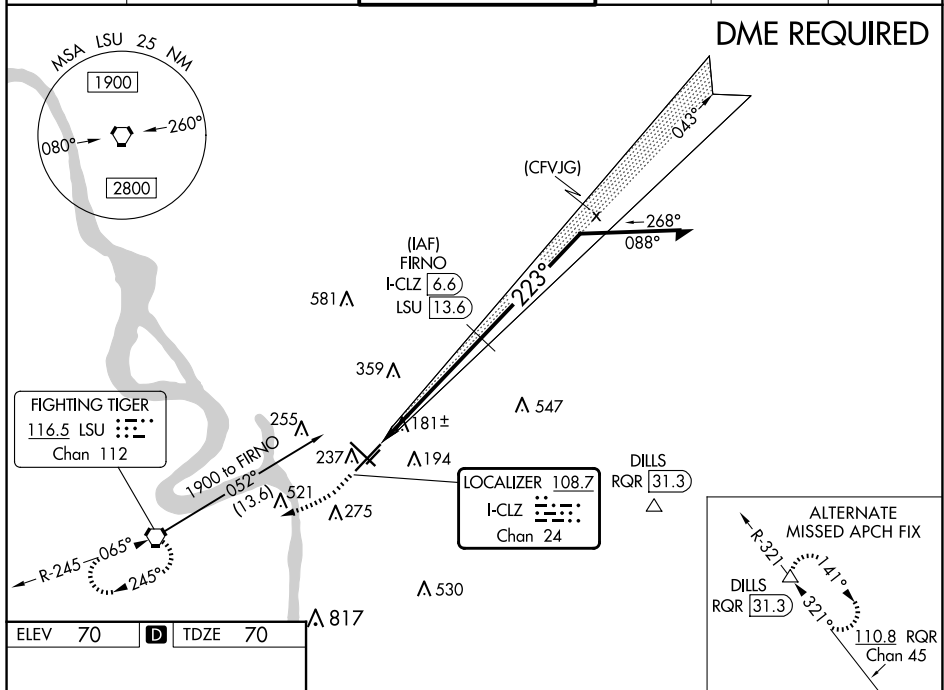 DME REQUIRED
MSA LSU 25 NM
1900
080°
260°
2800
043°
(CFVJG)
268°
088°
223°
(IAF)
FIRNO
I-CLZ 6.6
LSU 13.6
581
359
547
181±
255
237
194
521
275
530
817
FIGHTING TIGER
116.5 LSU
Chan 112
1900 to FIRNO
052°
(13.6)
R-245
065°
245°
LOCALIZER 108.7
I-CLZ
Chan 24
DILLS
RQR 31.3
ALTERNATE
MISSED APCH FIX
R-321
141°
DILLS
RQR 31.3
321°
110.8 RQR
Chan 45
ELEV 70 D TDZE 70